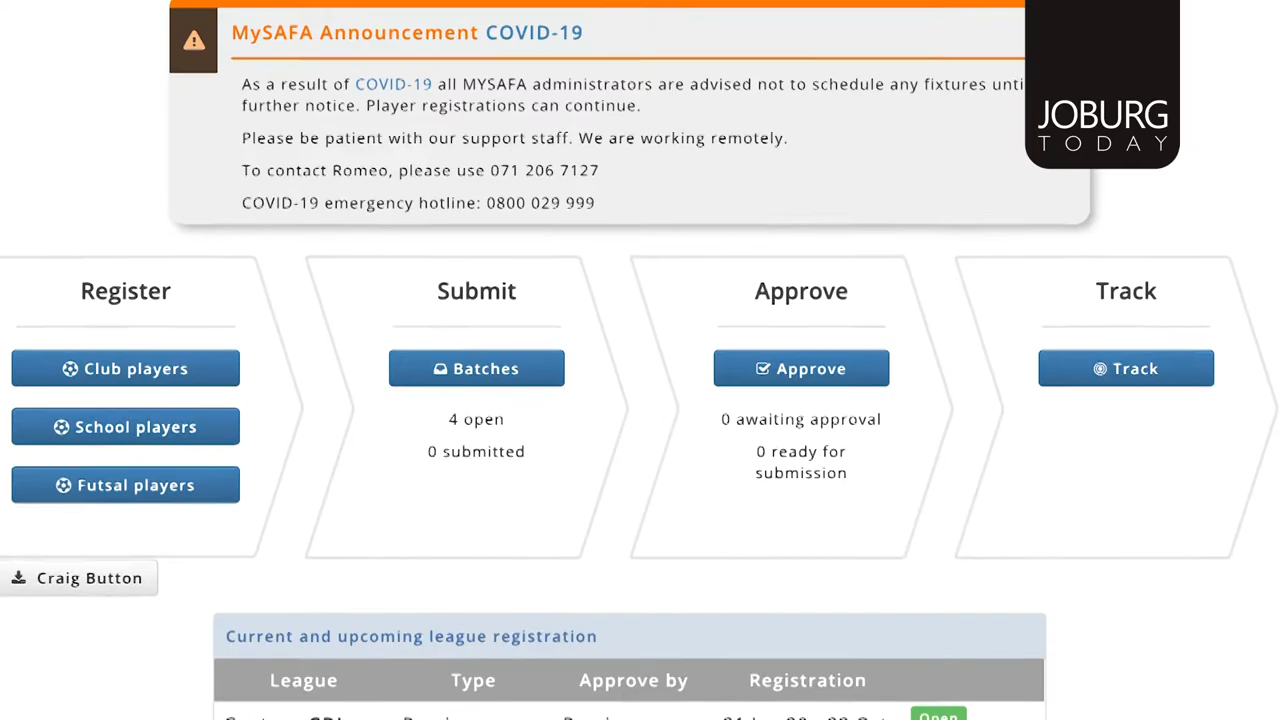 MySAFA Announcement COVID-19
As a result of COVID-19 all MYSAFA administrators are advised not to schedule any fixtures
further notice. Player registrations can continue.
Please be patient with our support staff. We are working remotely.
To contact Romeo, please use 071 206 7127
COVID-19 emergency hotline: 0800 029 999
JOBURG
TODAY
Register
Club players
School players
Futsal players
Submit
Batches
4 open
0 submitted
Approve
Approve
0 awaiting approval
0 ready for
submission
Track
Track
Craig Button
Current and upcoming league registration
League Type Approve by Registration
Open